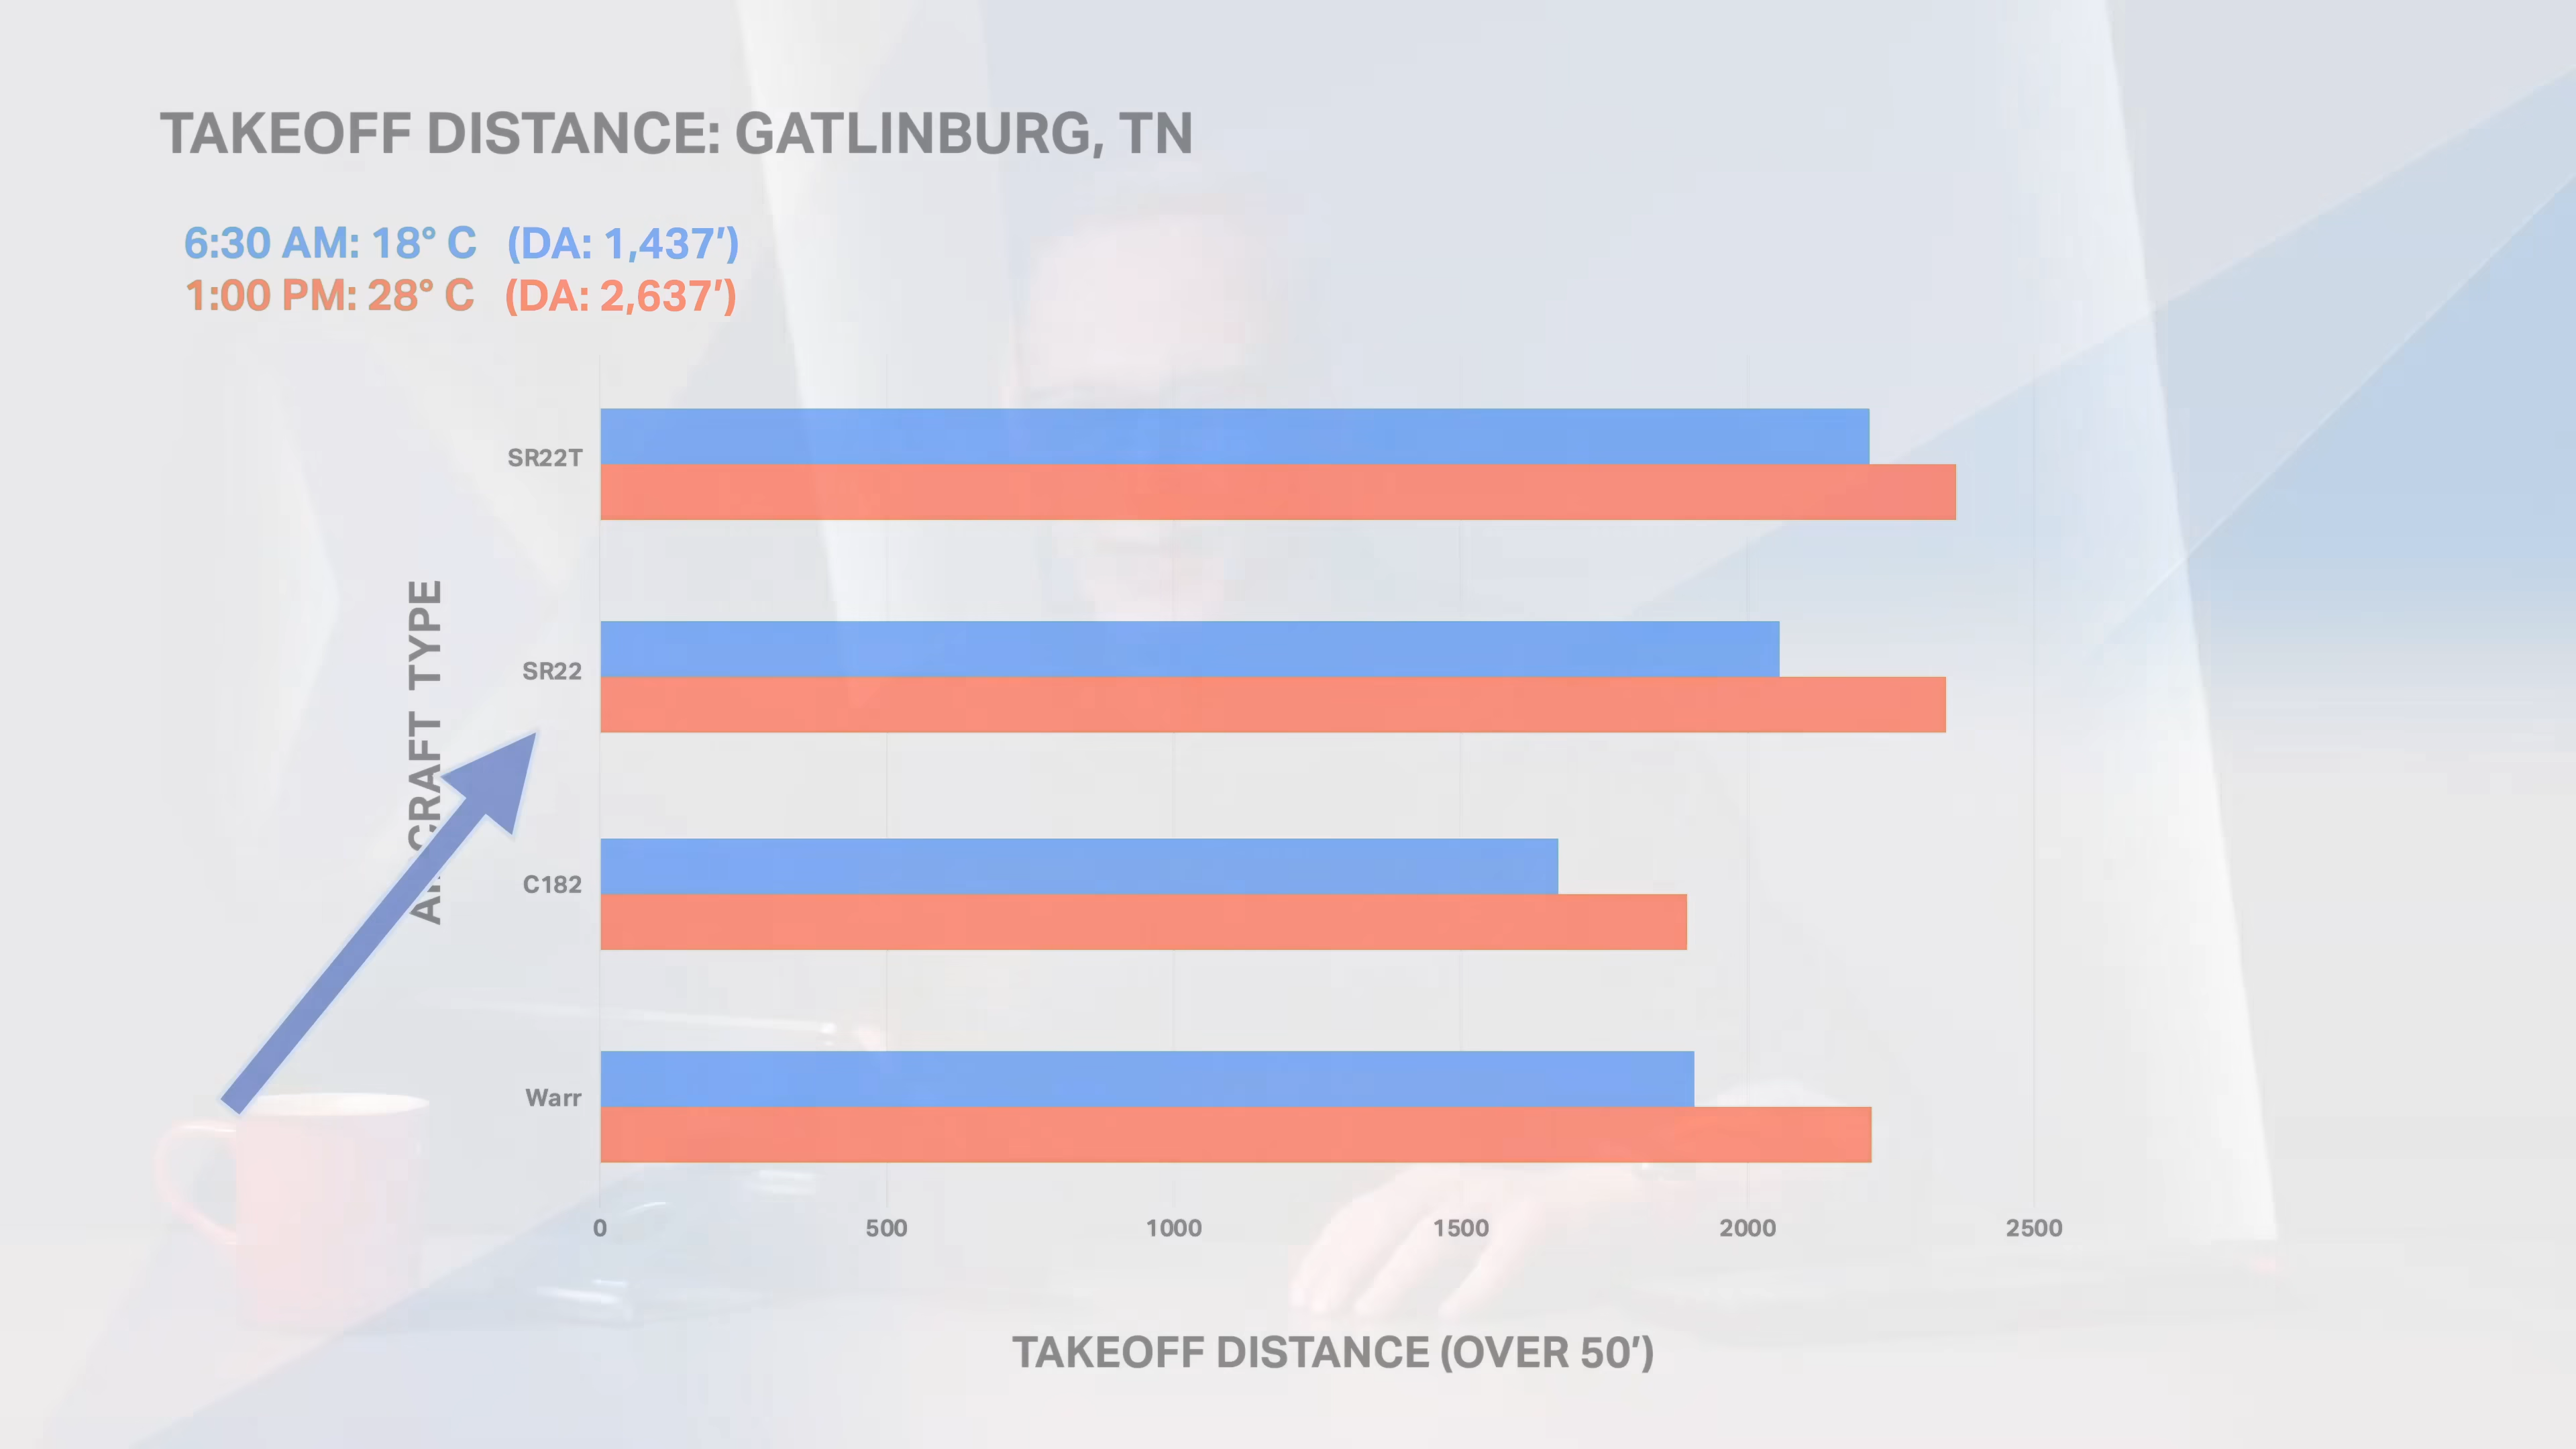 TAKEOFF DISTANCE: GATLINBURG, TN
6:30 AM: 18° C (DA: 1,437′)
1:00 PM: 28° C (DA: 2,637′)
SR22T
SR22
C182
Warr
TYPE
0 500 1000 1500 2000 2500
TAKEOFF DISTANCE (OVER 50′)